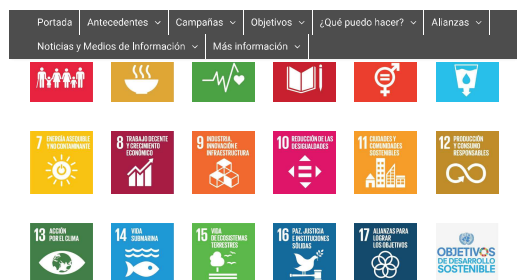 Portada
Antecedentes
Campañas
Objetivos
¿Qué puedo hacer?
Alianzas
Noticias y Medios de Información
Más información
7 ENERGÍA ASEQUIBLE
Y NO CONTAMINANTE
8 TRABAJO DECENTE
Y CRECIMIENTO
ECONÓMICO
9 INDUSTRIA,
INNOVACIÓN E
INFRAESTRUCTURA
10 REDUCCIÓN DE LAS
DESIGUALDADES
11 CIUDADES Y
COMUNIDADES
SOSTENIBLES
12 PRODUCCIÓN
Y CONSUMO
RESPONSABLES
13 ACCIÓN
POR EL CLIMA
14 VIDA
SUBMARINA
15 VIDA
DE ECOSISTEMAS
TERRESTRES
16 PAZ, JUSTICIA
E INSTITUCIONES
SÓLIDAS
17 ALIANZAS PARA
LOGRAR
LOS OBJETIVOS
OBJETIVOS
DE DESARROLLO
SOSTENIBLE